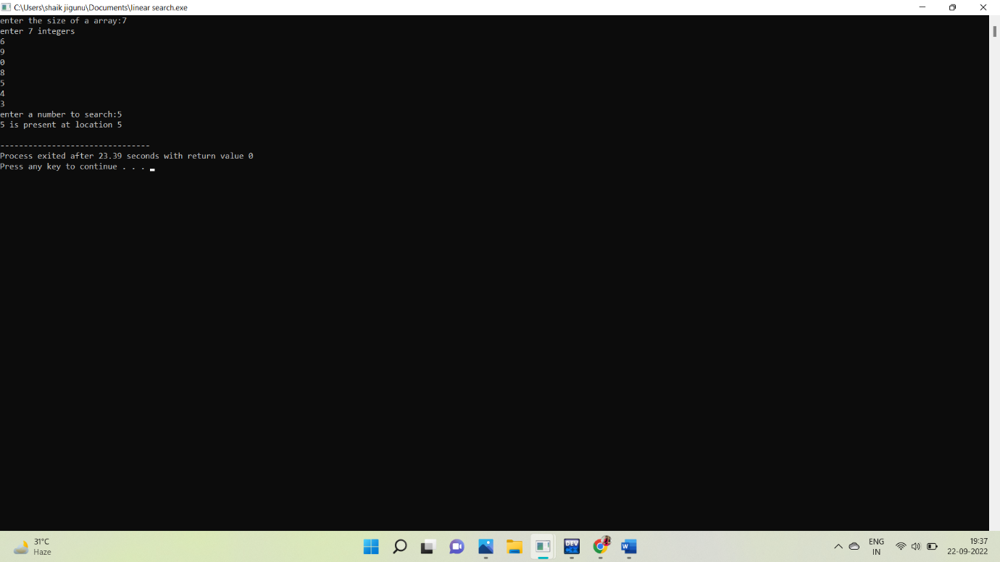 C:\Users\shaik jigunu\Documents\linear search.exe
enter the size of a array:7
enter 7 integers
6
9
0
8
5
4
3
enter a number to search:5
5 is present at location 5
--------------------------------
Process exited after 23.39 seconds with return value 0
Press any key to continue . . .
31°C
Haze
DEV
W
ENG
IN
19:37
22-09-2022